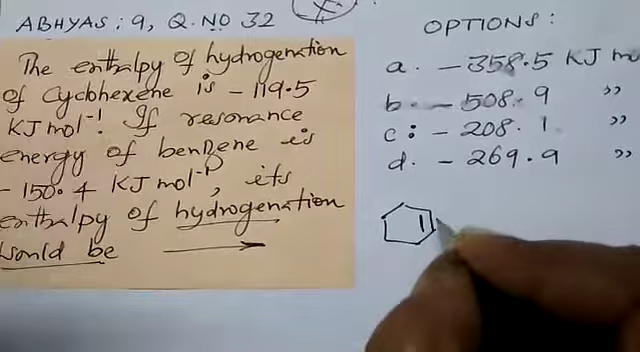 ABHYAS; 9, Q. NO 32
The enthalpy of hydrogenation
of Cyclohexene is - 119.5
KJ mol-1. If resonance
energy of benzene is
- 150.4 KJ mol-1, its
enthalpy of hydrogenation
would be
OPTIONS:
a. - 358.5 KJ mo
b. - 508.9 ”
c: - 208.1 ”
d. - 269.9 ”